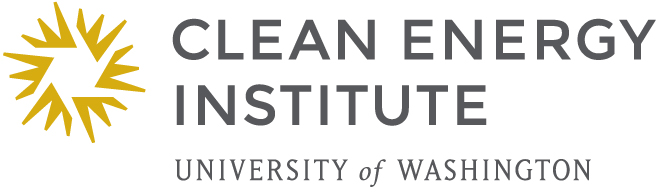 CLEAN ENERGY
INSTITUTE
UNIVERSITY of WASHINGTON